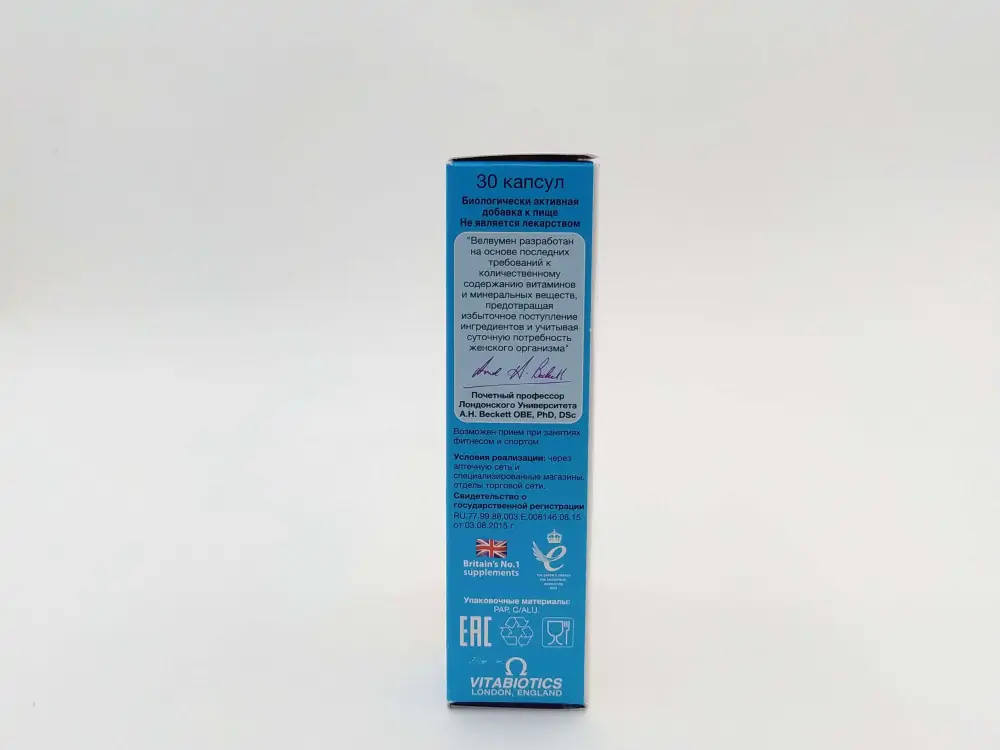 30 капсул
Биологически активная
добавка к пище
Не является лекарством
"Велвумен разработан
на основе последних
требований к
количественному
содержанию витаминов
и минеральных веществ,
предотвращая
избыточное поступление
ингредиентов и учитывая
суточную потребность
женского организма"
Почетный профессор
Лондонского Университета
A.H. Beckett OBE, PhD, DSc
Возможен прием при занятиях
фитнесом и спортом.
Условия реализации: через
аптечную сеть и
специализированные магазины,
отделы торговой сети.
Свидетельство о
государственной регистрации
RU.77.99.88.003.E.008146.08.15
от 03.08.2015 г.
Britain's No.1
supplements
Упаковочные материалы:
PAP, C/ALU.
EAC
VITABIOTICS
LONDON, ENGLAND